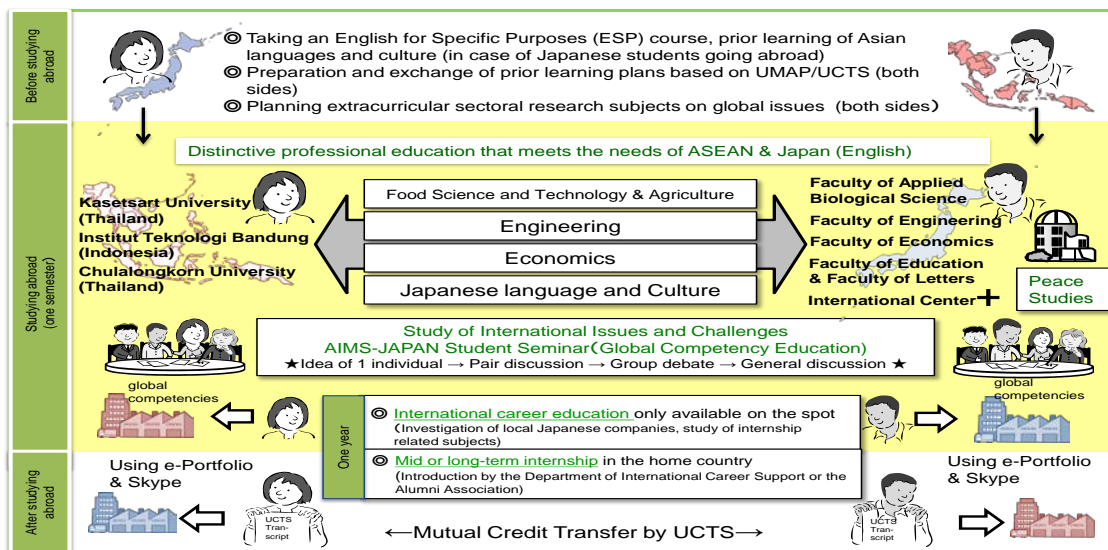 Before studying
abroad
◎ Taking an English for Specific Purposes (ESP) course, prior learning of Asian
languages and culture (in case of Japanese students going abroad)
◎ Preparation and exchange of prior learning plans based on UMAP/UCTS (both
sides)
◎ Planning extracurricular sectoral research subjects on global issues (both sides)
Studying abroad
(one semester)
Distinctive professional education that meets the needs of ASEAN & Japan (English)
Kasetsart University
(Thailand)
Institut Teknologi Bandung
(Indonesia)
Chulalongkorn University
(Thailand)
Food Science and Technology & Agriculture
Engineering
Economics
Japanese language and Culture
Faculty of Applied
Biological Science
Faculty of Engineering
Faculty of Economics
Faculty of Education
& Faculty of Letters
International Center +
Peace
Studies
Study of International Issues and Challenges
AIMS-JAPAN Student Seminar(Global Competency Education)
★Idea of 1 individual → Pair discussion → Group debate → General discussion ★
global
competencies
global
competencies
One year
◎ International career education only available on the spot
(Investigation of local Japanese companies, study of internship
related subjects)
◎ Mid or long-term internship in the home country
(Introduction by the Department of International Career Support or the
Alumni Association)
After studying
abroad
Using e-Portfolio
& Skype
UCTS
Tran-
script
←Mutual Credit Transfer by UCTS→
UCTS
Tran-
script
Using e-Portfolio
& Skype